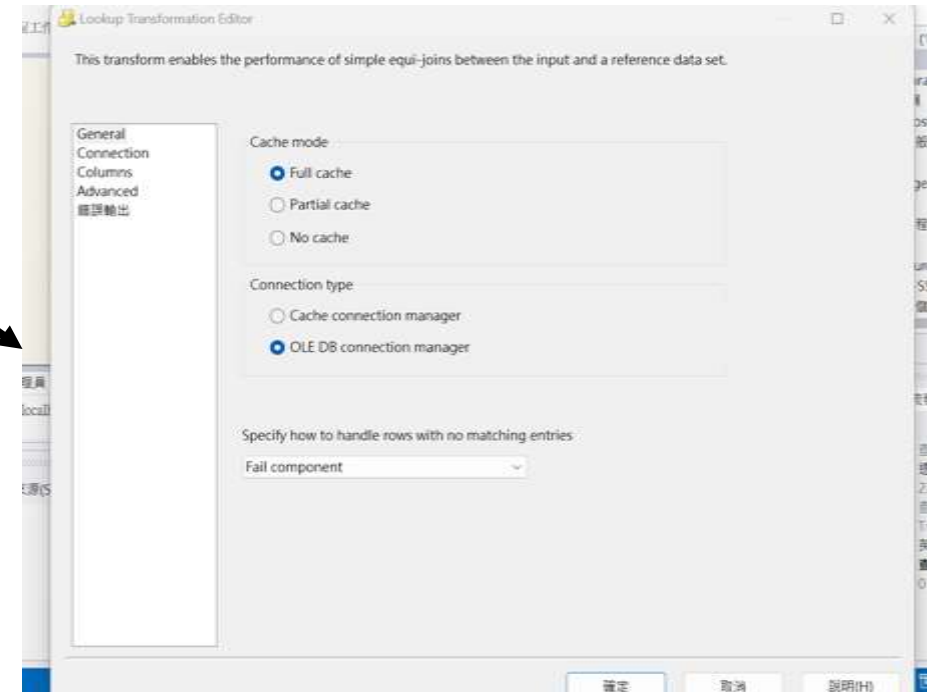 Lookup Transformation Editor
This transform enables the performance of simple equi-joins between the input and a reference data set.
General
Connection
Columns
Advanced
錯誤輸出
Cache mode
Full cache
Partial cache
No cache
Connection type
Cache connection manager
OLE DB connection manager
Specify how to handle rows with no matching entries
Fail component
確定
取消
說明(H)